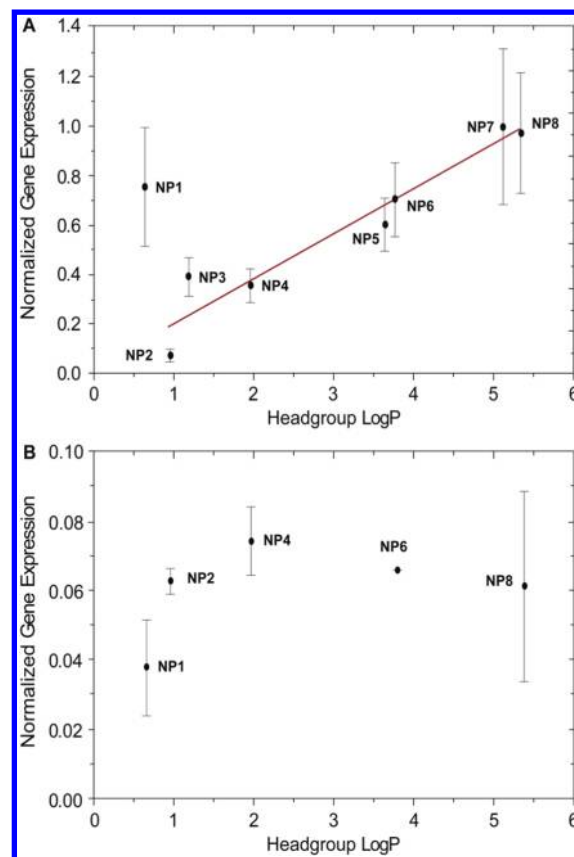 A
1.4
1.2
1.0
0.8
0.6
0.4
0.2
0.0
Normalized Gene Expression
NP1
NP2
NP3
NP4
NP5
NP6
NP7
NP8
0 1 2 3 4 5 6
Headgroup LogP
B
0.10
0.08
0.06
0.04
0.02
0.00
Normalized Gene Expression
NP1
NP2
NP4
NP6
NP8
0 1 2 3 4 5 6
Headgroup LogP